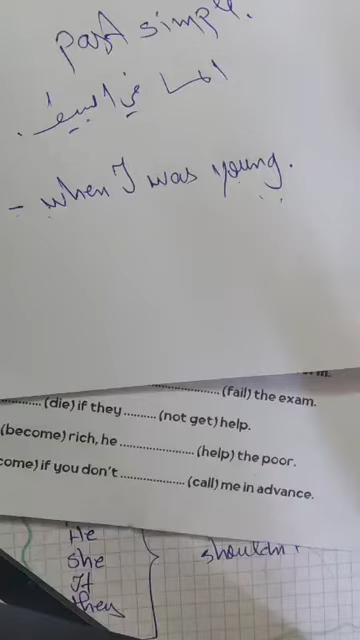 past simple.
الماضي البسيط.
- when I was young.
(fail) the exam.
.......... (die) if they ......... (not get) help.
(become) rich, he .................... (help) the poor.
come) if you don't .................. (call) me in advance.
He
she
It
they